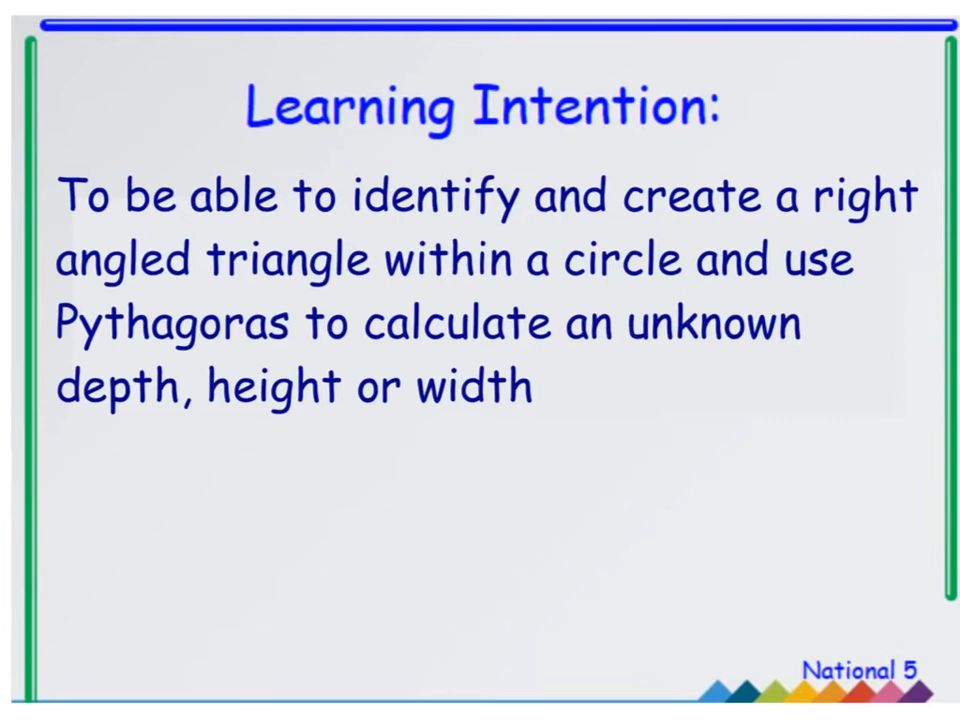 Learning Intention:
To be able to identify and create a right
angled triangle within a circle and use
Pythagoras to calculate an unknown
depth, height or width
National 5